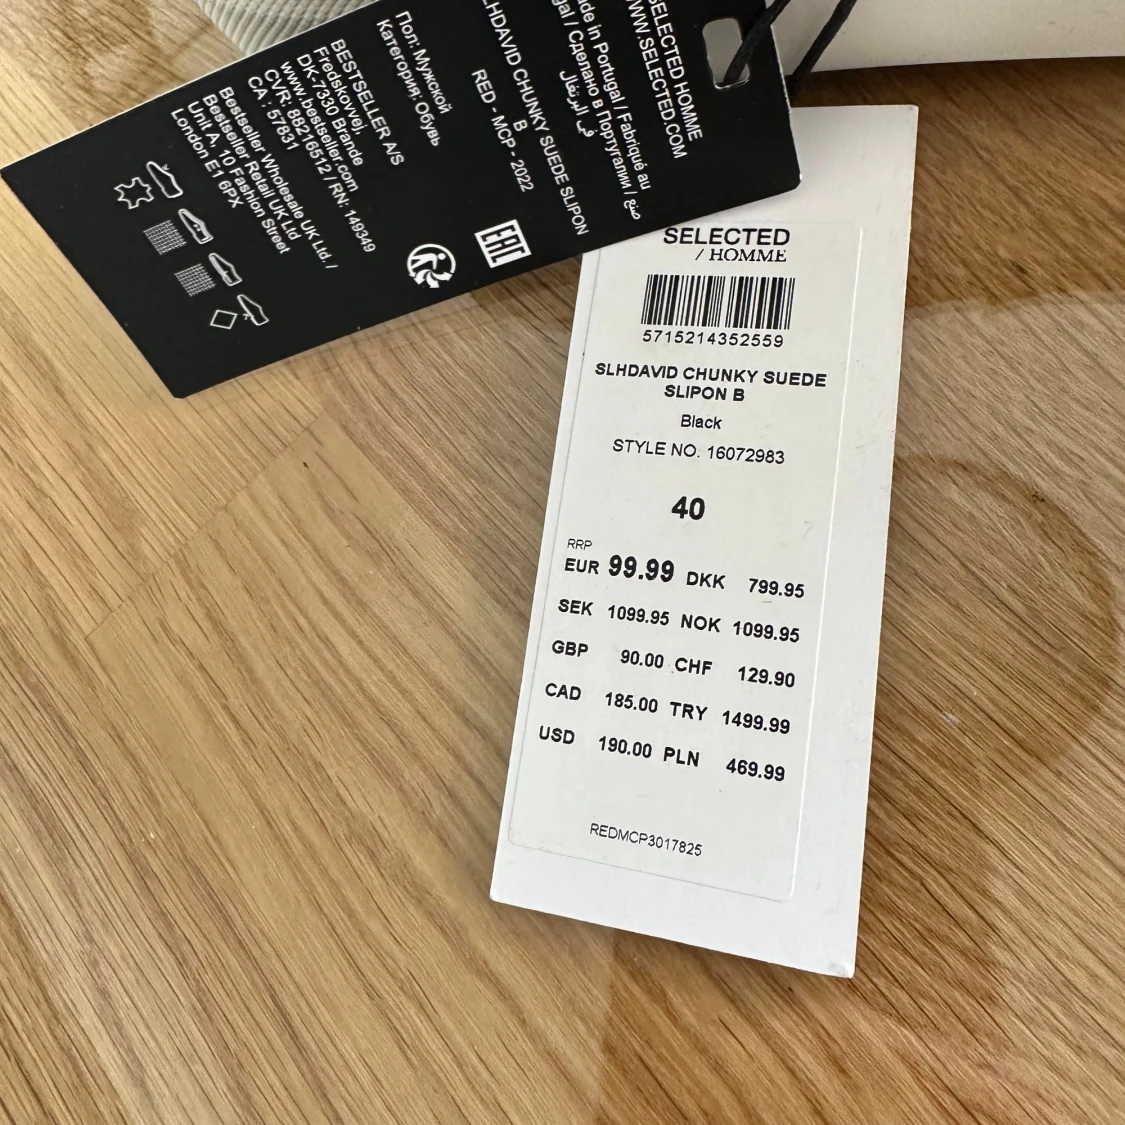 SELECTED HOMME
WWW.SELECTED.COM
in Portugal / Fabriqué au
/ Сделано в Португалии / صنع
في البرتغال
CHUNKY SUEDE SLIPON
B
RED - MCP - 2022
Пол: Мужской
Категория: Обувь
BESTSELLER A/S
Fredskovej,
DK-7330 Brande
www.bestseller.com
CVR: 88216512 / RN: 149349
CA : 57831
Bestseller Wholesale UK Ltd. /
Bestseller Retail UK Ltd
Unit A, 10 Fashion Street
London E1 6PX
EAC
SELECTED
/ HOMME
5715214352559
SLHDAVID CHUNKY SUEDE
SLIPON B
Black
STYLE NO. 16072983
40
RRP
EUR 99.99 DKK 799.95
SEK 1099.95 NOK 1099.95
GBP 90.00 CHF 129.90
CAD 185.00 TRY 1499.99
USD 190.00 PLN 469.99
REDMCP3017825